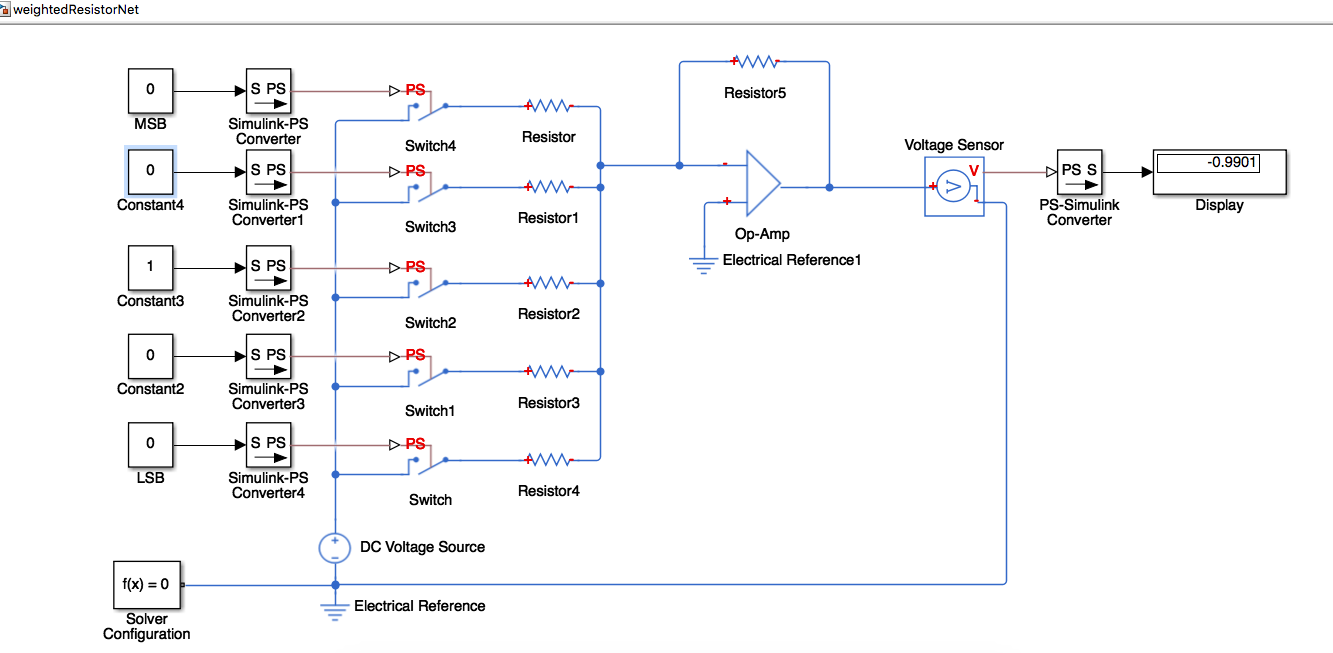 weightedResistorNet
0
MSB
S PS
Simulink-PS
Converter
PS
Switch4
+ -
Resistor
+ -
Resistor5
0
Constant4
S PS
Simulink-PS
Converter1
PS
Switch3
+ -
Resistor1
-
+
Op-Amp
Electrical Reference1
Voltage Sensor
V
+
V
-
PS S
PS-Simulink
Converter
-0.9901
Display
1
Constant3
S PS
Simulink-PS
Converter2
PS
Switch2
+ -
Resistor2
0
Constant2
S PS
Simulink-PS
Converter3
PS
Switch1
+ -
Resistor3
0
LSB
S PS
Simulink-PS
Converter4
PS
Switch
+ -
Resistor4
+
-
DC Voltage Source
f(x) = 0
Solver
Configuration
Electrical Reference